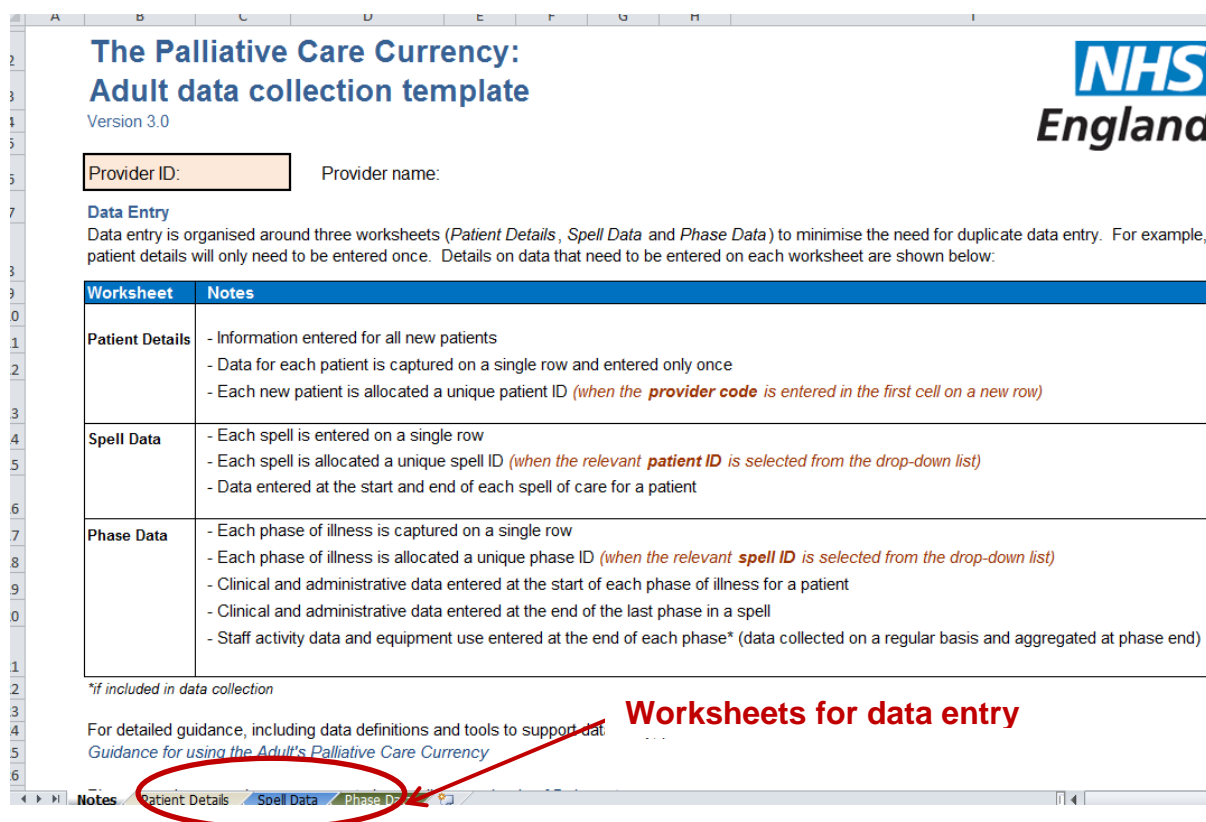 A B C D E F G H I
The Palliative Care Currency:
Adult data collection template
Version 3.0
NHS
England
Provider ID: Provider name:
Data Entry
Data entry is organised around three worksheets (Patient Details, Spell Data and Phase Data) to minimise the need for duplicate data entry. For example,
patient details will only need to be entered once. Details on data that need to be entered on each worksheet are shown below:
Worksheet Notes
Patient Details - Information entered for all new patients
- Data for each patient is captured on a single row and entered only once
- Each new patient is allocated a unique patient ID (when the provider code is entered in the first cell on a new row)
Spell Data - Each spell is entered on a single row
- Each spell is allocated a unique spell ID (when the relevant patient ID is selected from the drop-down list)
- Data entered at the start and end of each spell of care for a patient
Phase Data - Each phase of illness is captured on a single row
- Each phase of illness is allocated a unique phase ID (when the relevant spell ID is selected from the drop-down list)
- Clinical and administrative data entered at the start of each phase of illness for a patient
- Clinical and administrative data entered at the end of the last phase in a spell
- Staff activity data and equipment use entered at the end of each phase* (data collected on a regular basis and aggregated at phase end)
*if included in data collection
Worksheets for data entry
For detailed guidance, including data definitions and tools to support dat
Guidance for using the Adult's Palliative Care Currency
Notes Patient Details Spell Data Phase Da